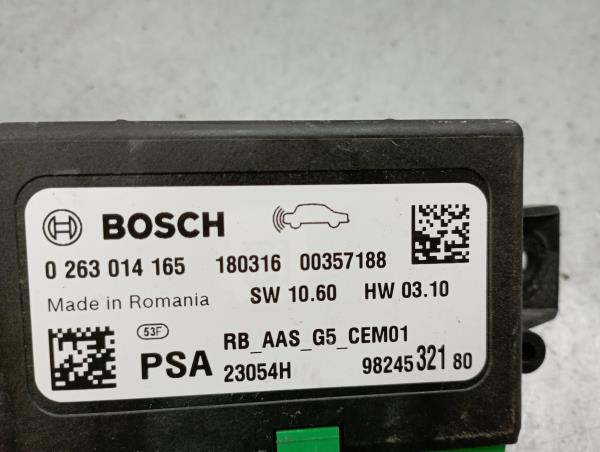 BOSCH
0 263 014 165 180316 00357188
Made in Romania SW 10.60 HW 03.10
53F
PSA RB_AAS_G5_CEM01
23054H 98245 321 80